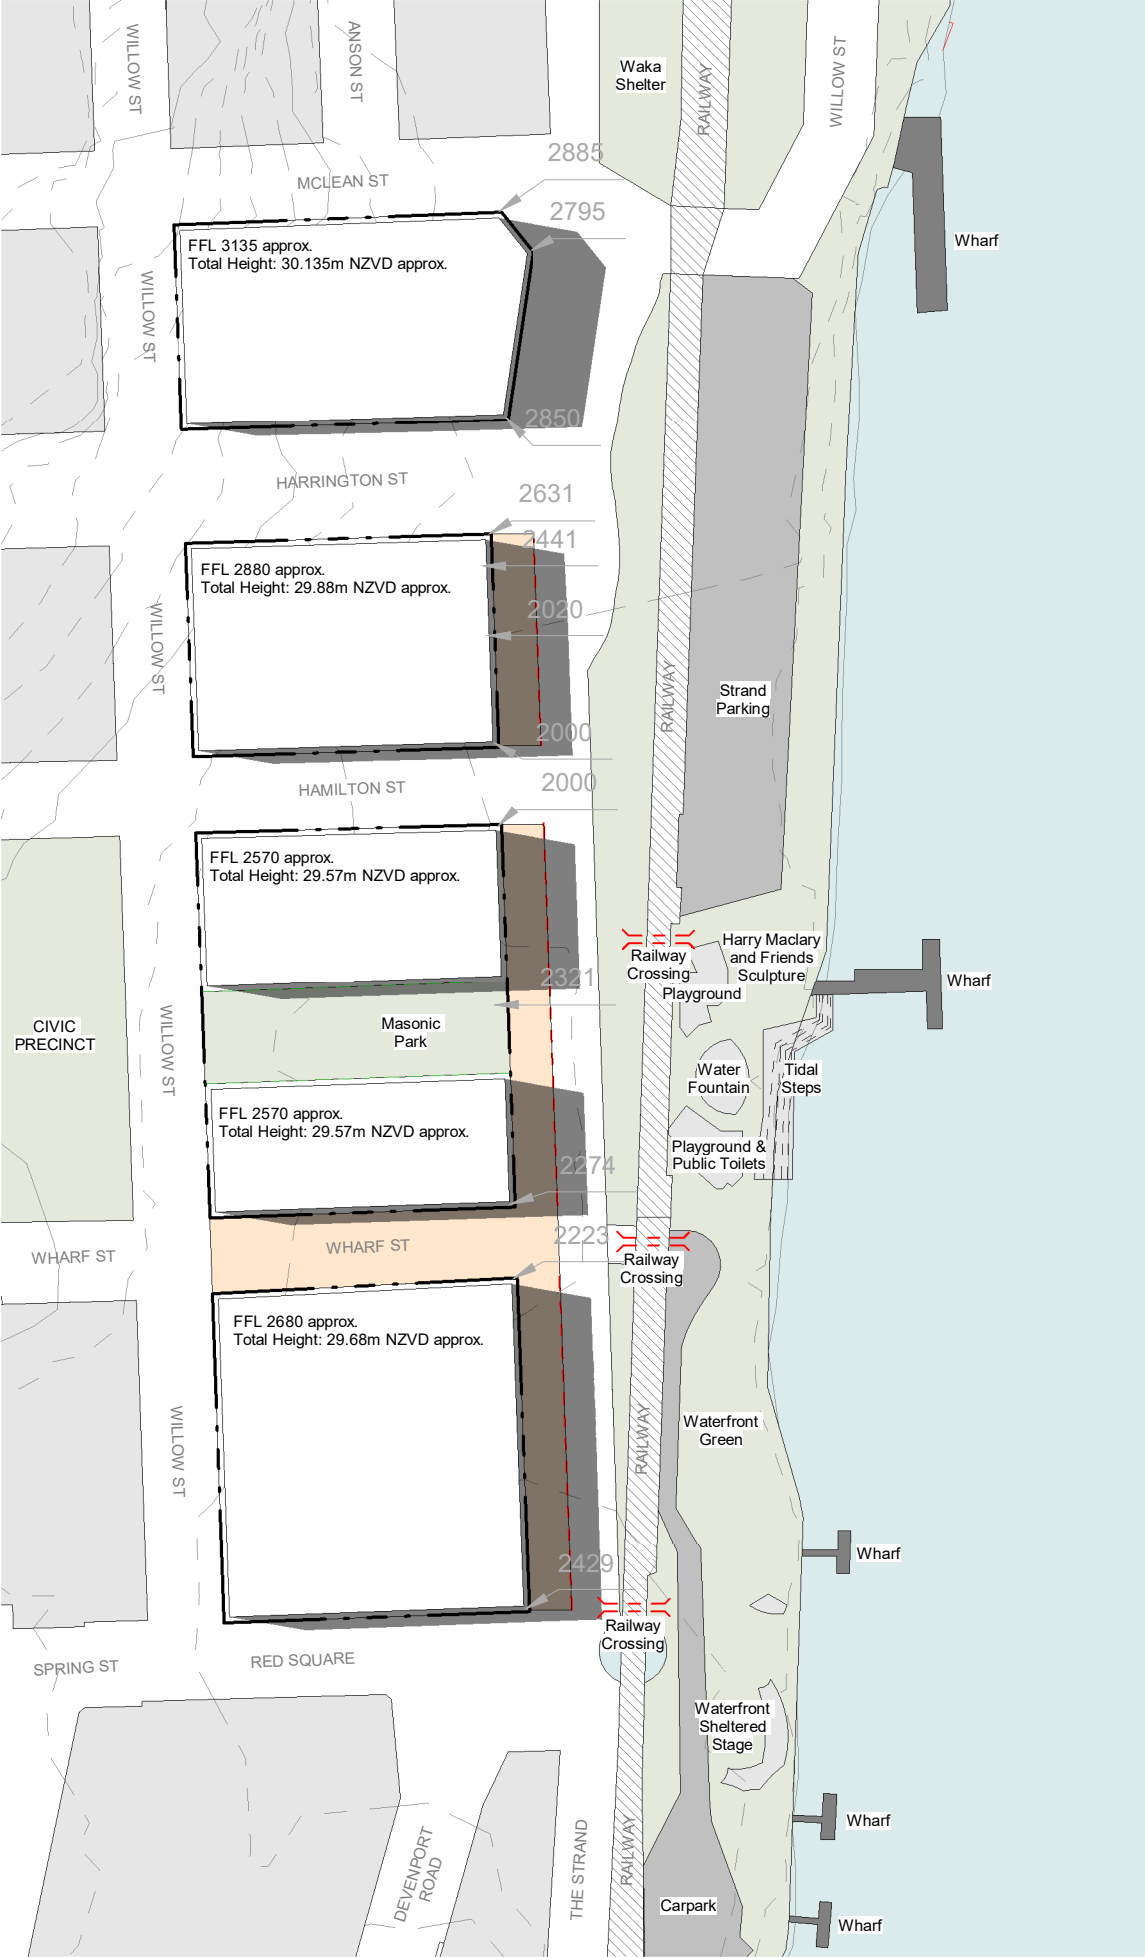 WILLOW ST
ANSON ST
Waka
Shelter
RAILWAY
WILLOW ST
2885
MCLEAN ST
2795
FFL 3135 approx.
Total Height: 30.135m NZVD approx.
Wharf
WILLOW ST
2850
HARRINGTON ST
2631
2441
FFL 2880 approx.
Total Height: 29.88m NZVD approx.
2020
WILLOW ST
RAILWAY
Strand
Parking
2000
HAMILTON ST
2000
FFL 2570 approx.
Total Height: 29.57m NZVD approx.
Railway
Crossing
Harry Maclary
and Friends
Sculpture
Playground
Wharf
2321
CIVIC
PRECINCT
WILLOW ST
Masonic
Park
Water
Fountain
Tidal
Steps
FFL 2570 approx.
Total Height: 29.57m NZVD approx.
Playground &
Public Toilets
2274
2223
WHARF ST
WHARF ST
Railway
Crossing
FFL 2680 approx.
Total Height: 29.68m NZVD approx.
WILLOW ST
RAILWAY
Waterfront
Green
2429
Wharf
Railway
Crossing
SPRING ST
RED SQUARE
Waterfront
Sheltered
Stage
DEVENPORT
ROAD
THE STRAND
RAILWAY
Wharf
Carpark
Wharf